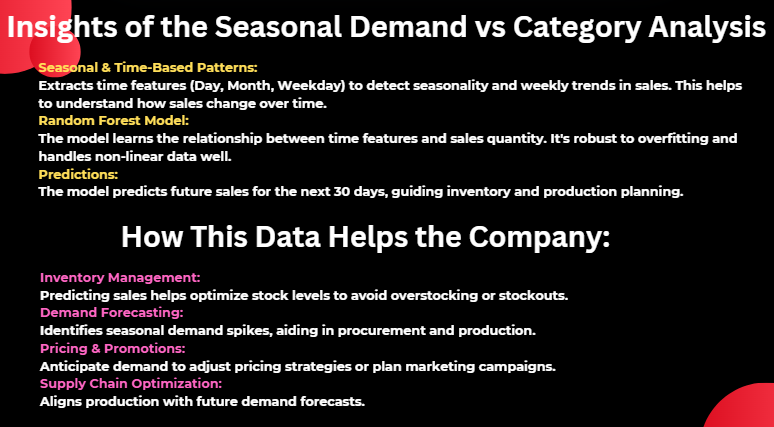 Insights of the Seasonal Demand vs Category Analysis
Seasonal & Time-Based Patterns:
Extracts time features (Day, Month, Weekday) to detect seasonality and weekly trends in sales. This helps
to understand how sales change over time.
Random Forest Model:
The model learns the relationship between time features and sales quantity. It's robust to overfitting and
handles non-linear data well.
Predictions:
The model predicts future sales for the next 30 days, guiding inventory and production planning.
How This Data Helps the Company:
Inventory Management:
Predicting sales helps optimize stock levels to avoid overstocking or stockouts.
Demand Forecasting:
Identifies seasonal demand spikes, aiding in procurement and production.
Pricing & Promotions:
Anticipate demand to adjust pricing strategies or plan marketing campaigns.
Supply Chain Optimization:
Aligns production with future demand forecasts.